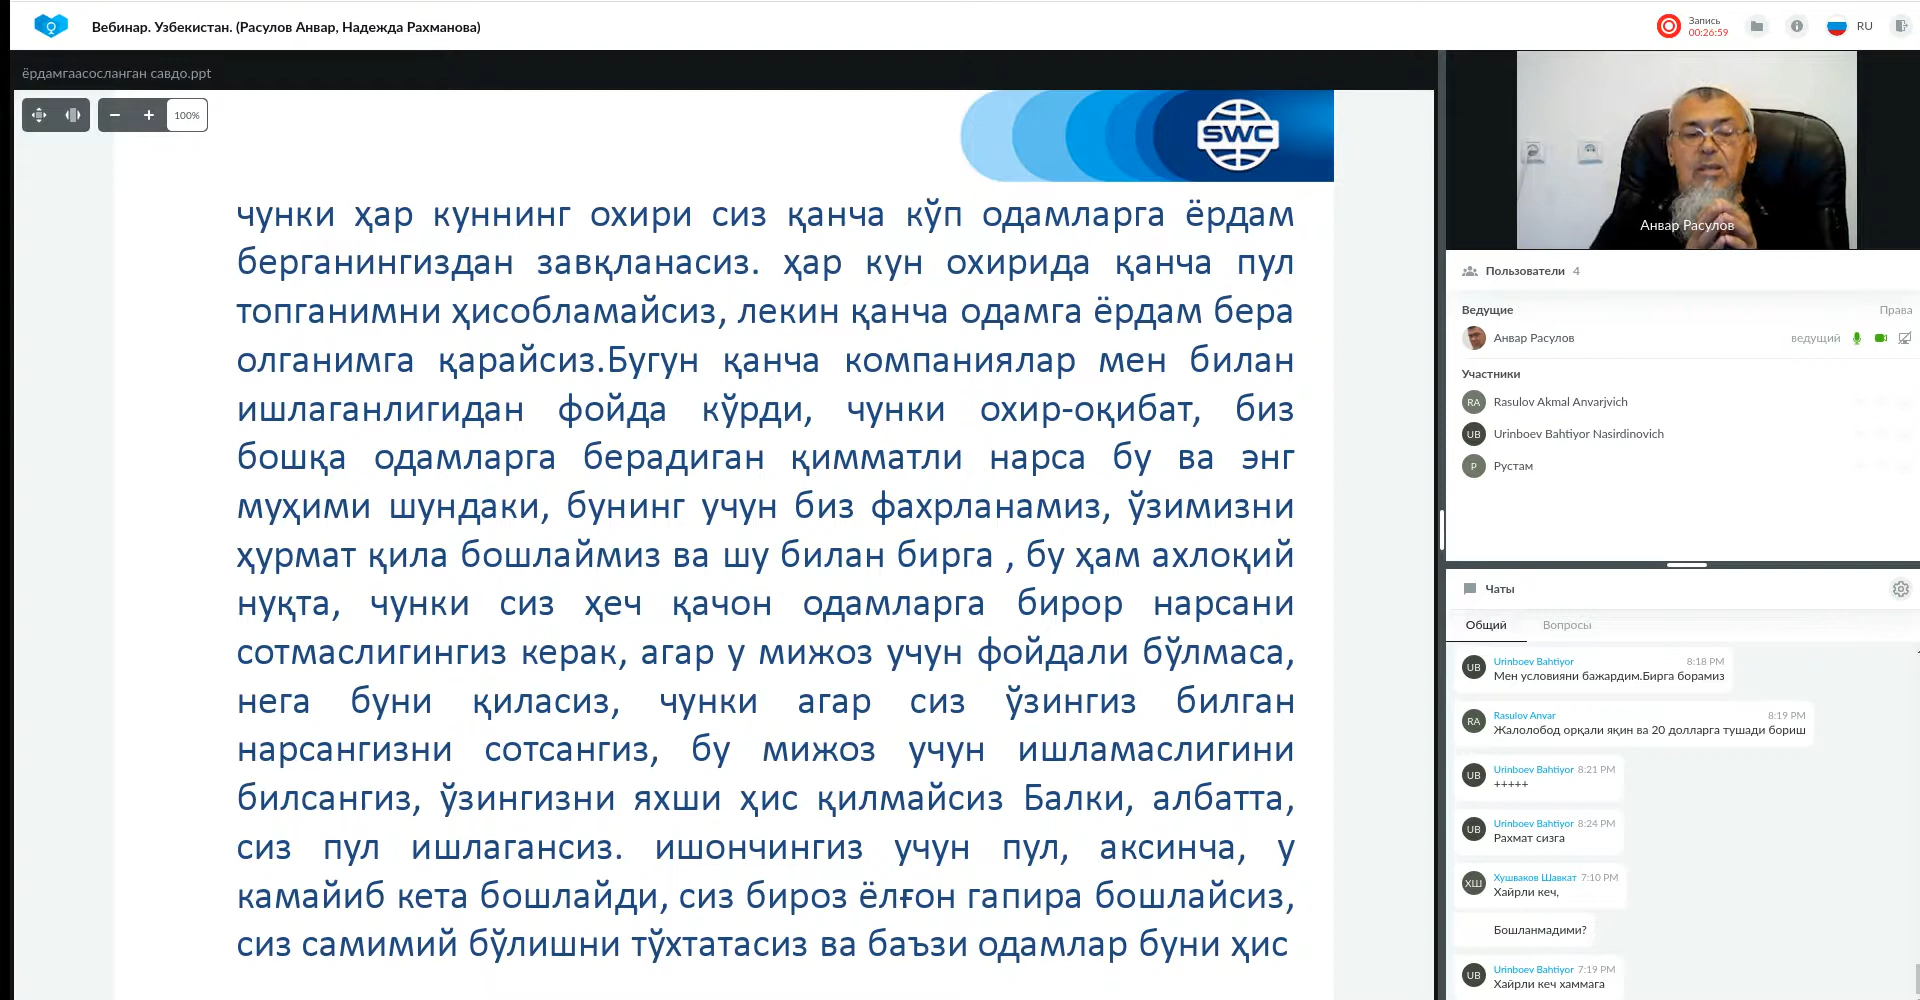 Вебинар. Узбекистан. (Расулов Анвар, Надежда Рахманова)
Запись
00:26:59
RU
ёрдамгаасосланган савдо.ppt
100%
SWC
чунки ҳар куннинг охири сиз қанча кўп одамларга ёрдам
берганингиздан завқланасиз. ҳар кун охирида қанча пул
топганимни ҳисобламайсиз, лекин қанча одамга ёрдам бера
олганимга қарайсиз.Бугун қанча компаниялар мен билан
ишлаганлигидан фойда кўрди, чунки охир-оқибат, биз
бошқа одамларга берадиган қимматли нарса бу ва энг
муҳими шундаки, бунинг учун биз фахрланамиз, ўзимизни
ҳурмат қила бошлаймиз ва шу билан бирга , бу ҳам ахлоқий
нуқта, чунки сиз ҳеч қачон одамларга бирор нарсани
сотмаслигингиз керак, агар у мижоз учун фойдали бўлмаса,
нега буни қиласиз, чунки агар сиз ўзингиз билган
нарсангизни сотсангиз, бу мижоз учун ишламаслигини
билсангиз, ўзингизни яхши ҳис қилмайсиз Балки, албатта,
сиз пул ишлагансиз. ишончингиз учун пул, аксинча, у
камайиб кета бошлайди, сиз бироз ёлғон гапира бошлайсиз,
сиз самимий бўлишни тўхтатасиз ва баъзи одамлар буни ҳис
Анвар Расулов
Пользователи 4
Ведущие Права
Анвар Расулов ведущий
Участники
RA Rasulov Akmal Anvarjvich
UB Urinboev Bahtiyor Nasirdinovich
Р Рустам
Чаты
Общий Вопросы
UB Urinboev Bahtiyor 8:18 PM
Мен условияни бажардим.Бирга борамиз
RA Rasulov Anvar 8:19 PM
Жалолобод орқали яқин ва 20 долларга тушади бориш
UB Urinboev Bahtiyor 8:21 PM
+++++
UB Urinboev Bahtiyor 8:24 PM
Рахмат сизга
ХШ Хушваков Шавкат 7:10 PM
Хайрли кеч,
Бошланмадими?
UB Urinboev Bahtiyor 7:19 PM
Хайрли кеч хаммага